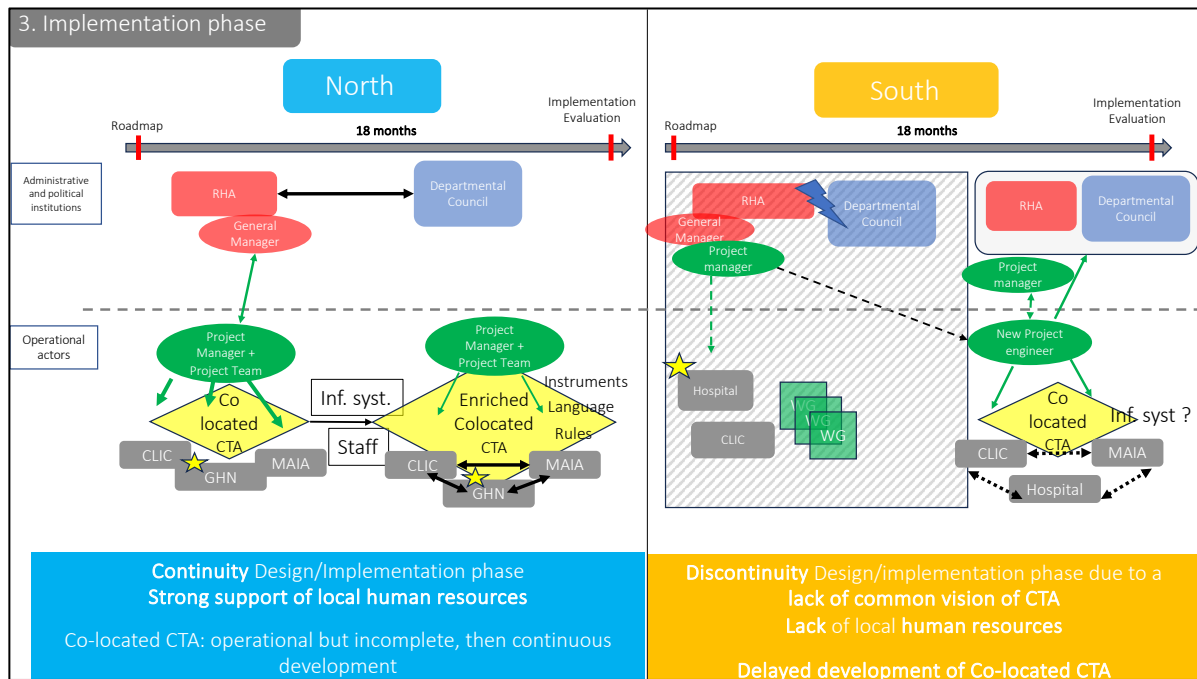 3. Implementation phase
North
Roadmap
18 months
Implementation
Evaluation
Administrative
and political
institutions
RHA
Departmental
Council
General
Manager
Operational
actors
Project
Manager +
Project Team
Co
located
CTA
CLIC
GHN
MAIA
Inf. syst.
Staff
Project
Manager +
Project Team
Instruments
Enriched
Language
Colocated
CTA
Rules
CLIC
MAIA
GHN
Continuity Design/Implementation phase
Strong support of local human resources
Co-located CTA: operational but incomplete, then continuous
development
South
Roadmap
18 months
Implementation
Evaluation
RHA
Departmental
Council
General
Manager
Project
manager
Hospital
CLIC
WG
WG
WG
RHA
Departmental
Council
Project
manager
New Project
engineer
Co
located
CTA
Inf. syst ?
CLIC
MAIA
Hospital
Discontinuity Design/implementation phase due to a
lack of common vision of CTA
Lack of local human resources
Delayed development of Co-located CTA